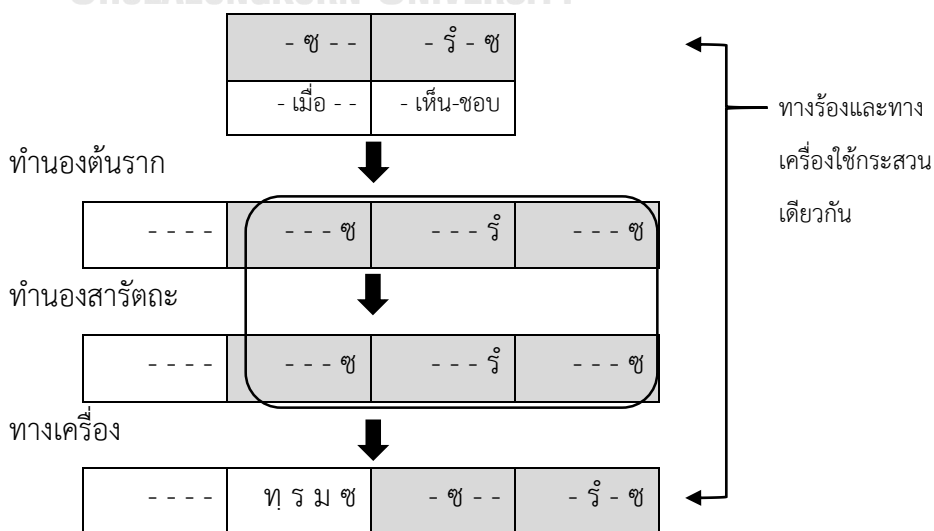 CHULALONGKORN UNIVERSITY
- ซ - - - รํ - ซ
- เมื่อ - - - เห็น-ชอบ
ทำนองต้นราก
- - - - - - - ซ - - - รํ - - - ซ
ทำนองสารัตถะ
- - - - - - - ซ - - - รํ - - - ซ
ทางเครื่อง
- - - - ทฺ ร ม ซ - ซ - - - รํ - ซ
ทางร้องและทาง
เครื่องใช้กระสวน
เดียวกัน